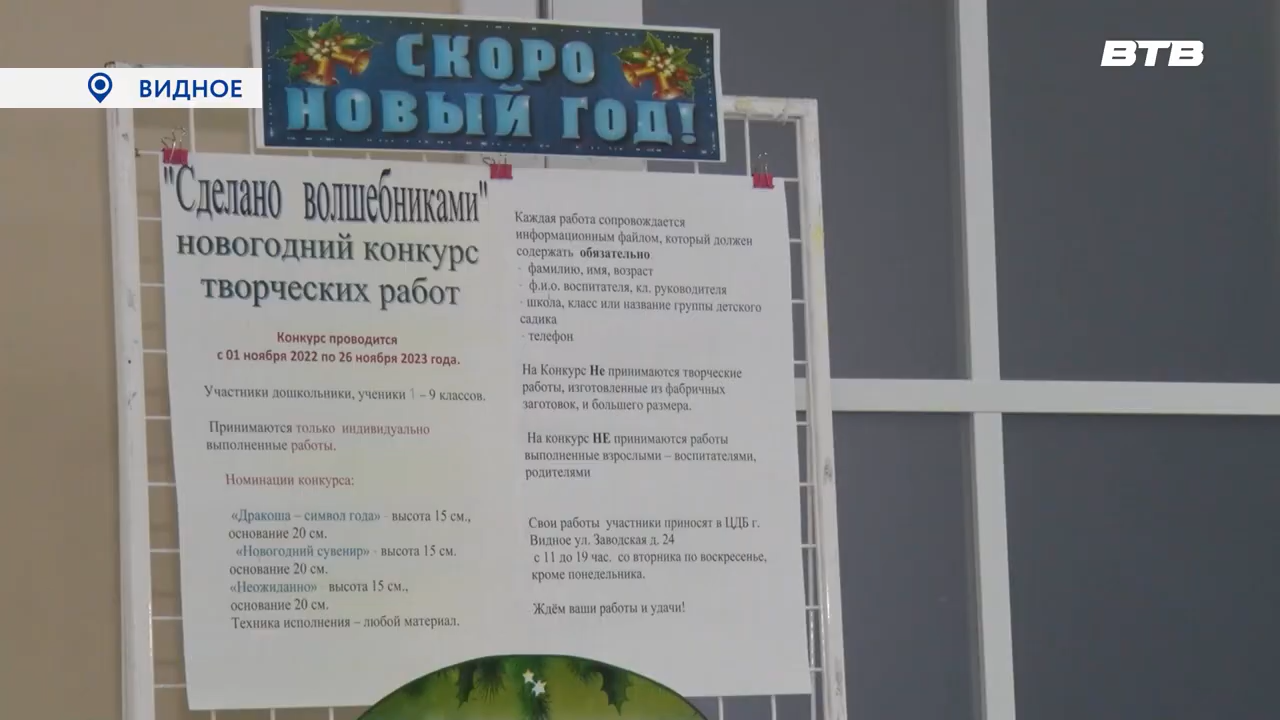 ВТВ
ВИДНОЕ
СКОРО
НОВЫЙ ГОД!
"Сделано волшебниками"
новогодний конкурс
творческих работ
Конкурс проводится
с 01 ноября 2022 по 26 ноября 2023 года.
Участники дошкольники, ученики 1 – 9 классов.
Принимаются только индивидуально
выполненные работы.
Номинации конкурса:
«Дракоша – символ года» - высота 15 см.,
основание 20 см.
«Новогодний сувенир» - высота 15 см.
основание 20 см.
«Неожиданно» - высота 15 см.,
основание 20 см.
Техника исполнения – любой материал.
Каждая работа сопровождается
информационным файлом, который должен
содержать обязательно
- фамилию, имя, возраст
- ф.и.о. воспитателя, кл. руководителя
- школа, класс или название группы детского
садика
- телефон
На Конкурс Не принимаются творческие
работы, изготовленные из фабричных
заготовок, и большего размера.
На конкурс НЕ принимаются работы
выполненные взрослыми – воспитателями,
родителями
Свои работы участники приносят в ЦДБ г.
Видное ул. Заводская д. 24
с 11 до 19 час. со вторника по воскресенье,
кроме понедельника.
Ждём ваши работы и удачи!